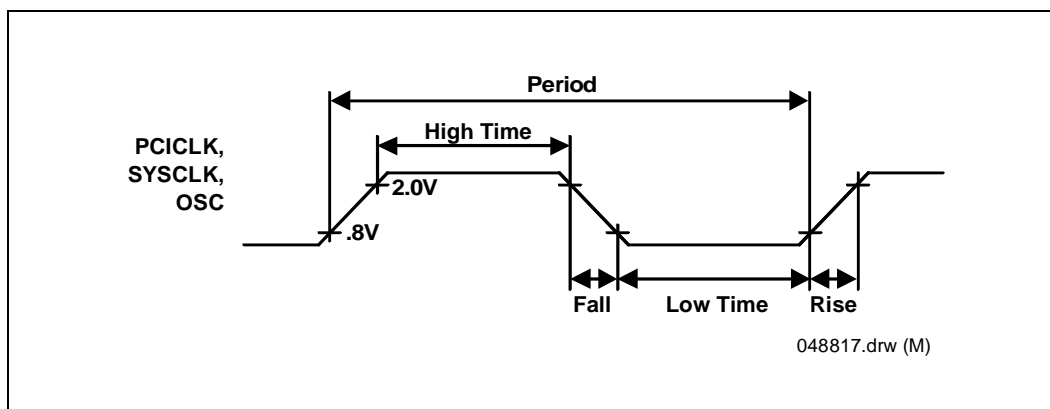 Period
High Time
PCICLK,
SYSCLK,
OSC
2.0V
.8V
Fall
Low Time
Rise
048817.drw (M)